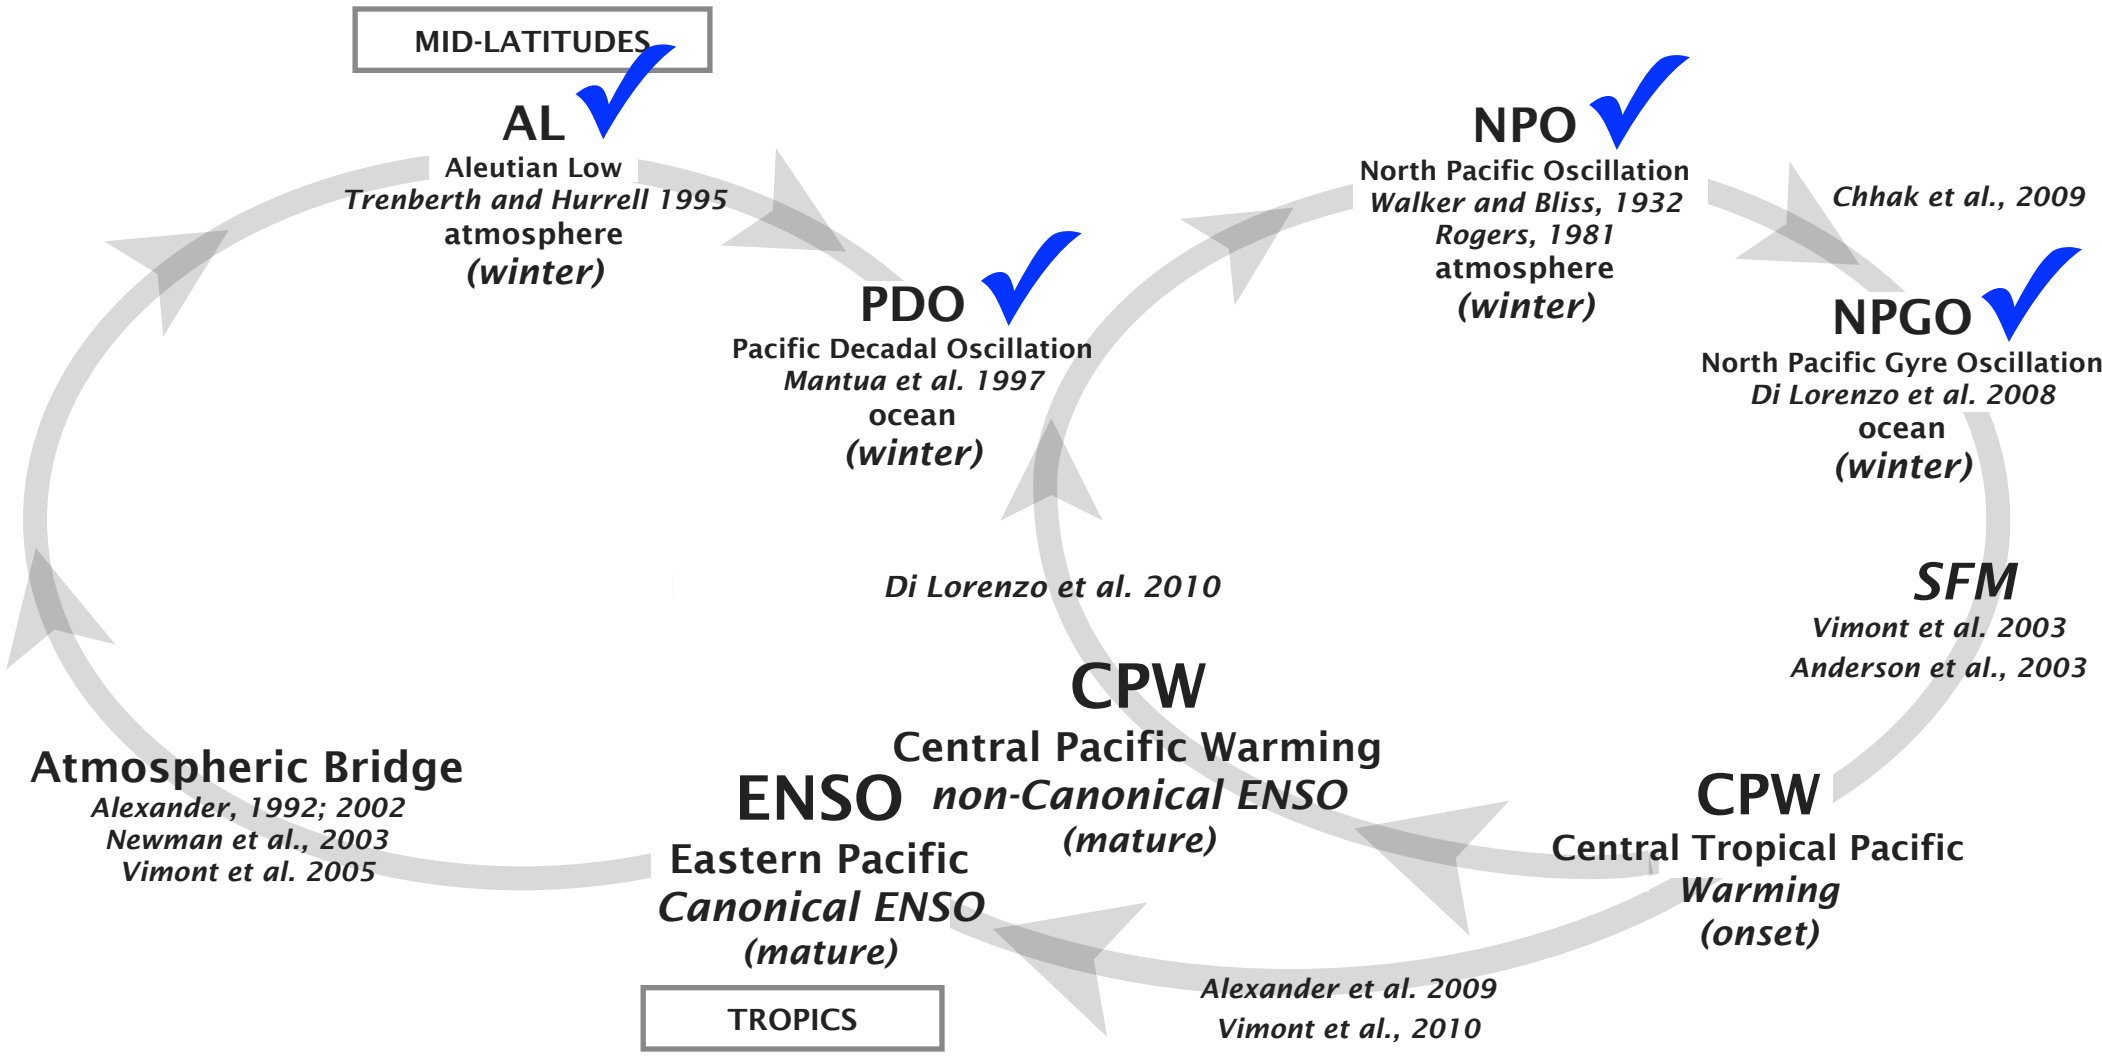 MID-LATITUDES
AL
Aleutian Low
Trenberth and Hurrell 1995
atmosphere
(winter)
PDO
Pacific Decadal Oscillation
Mantua et al. 1997
ocean
(winter)
NPO
North Pacific Oscillation
Walker and Bliss, 1932
Rogers, 1981
atmosphere
(winter)
Chhak et al., 2009
NPGO
North Pacific Gyre Oscillation
Di Lorenzo et al. 2008
ocean
(winter)
Di Lorenzo et al. 2010
SFM
Vimont et al. 2003
Anderson et al., 2003
Atmospheric Bridge
Alexander, 1992; 2002
Newman et al., 2003
Vimont et al. 2005
CPW
Central Pacific Warming
non-Canonical ENSO
(mature)
ENSO
Eastern Pacific
Canonical ENSO
(mature)
CPW
Central Tropical Pacific
Warming
(onset)
Alexander et al. 2009
Vimont et al., 2010
TROPICS